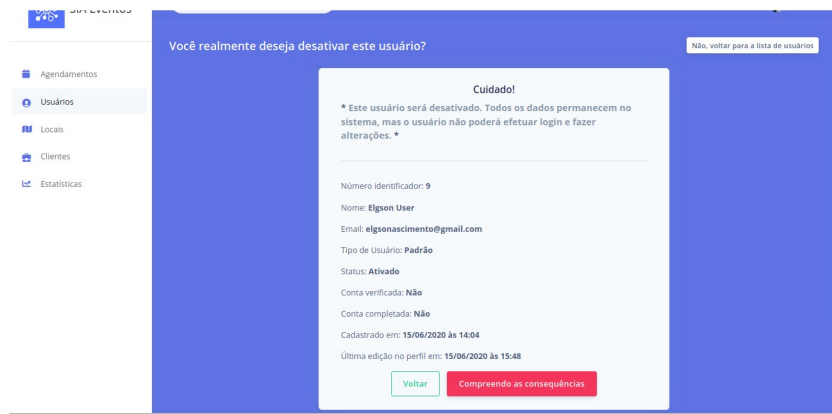 SIA Eventos
Você realmente deseja desativar este usuário?
Não, voltar para a lista de usuários
Agendamentos
Usuários
Locais
Clientes
Estatísticas
Cuidado!
* Este usuário será desativado. Todos os dados permanecem no
sistema, mas o usuário não poderá efetuar login e fazer
alterações. *
Número identificador: 9
Nome: Elgson User
Email: elgsonascimento@gmail.com
Tipo de Usuário: Padrão
Status: Ativado
Conta verificada: Não
Conta completada: Não
Cadastrado em: 15/06/2020 às 14:04
Última edição no perfil em: 15/06/2020 às 15:48
Voltar
Compreendo as consequências